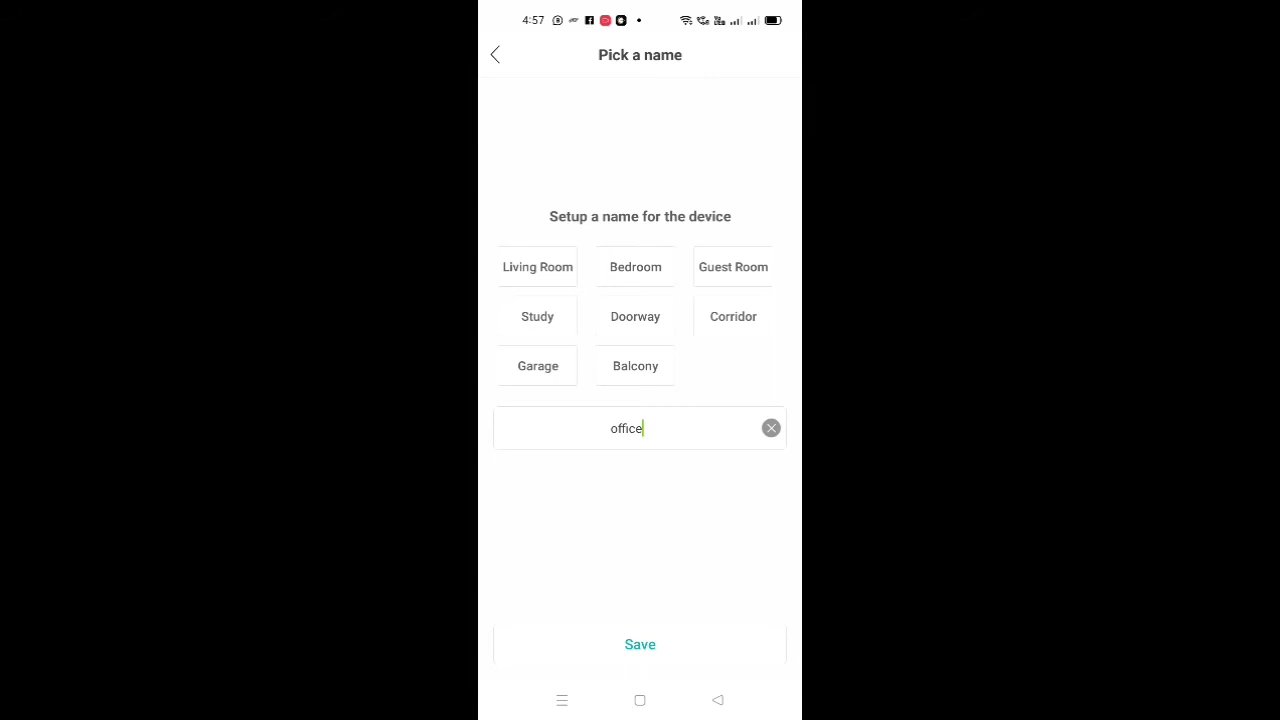 4:57
Pick a name
Setup a name for the device
Living Room Bedroom Guest Room
Study Doorway Corridor
Garage Balcony
office
Save